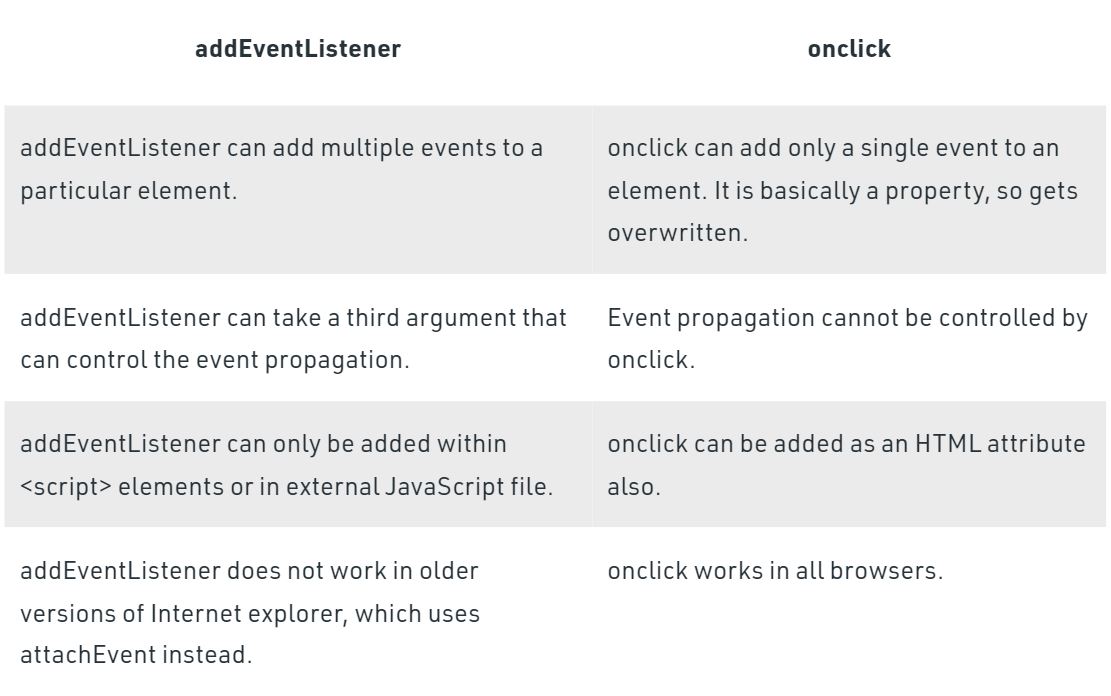 addEventListener
onclick
addEventListener can add multiple events to a
particular element.
onclick can add only a single event to an
element. It is basically a property, so gets
overwritten.
addEventListener can take a third argument that
can control the event propagation.
Event propagation cannot be controlled by
onclick.
addEventListener can only be added within
<script> elements or in external JavaScript file.
onclick can be added as an HTML attribute
also.
addEventListener does not work in older
versions of Internet explorer, which uses
attachEvent instead.
onclick works in all browsers.